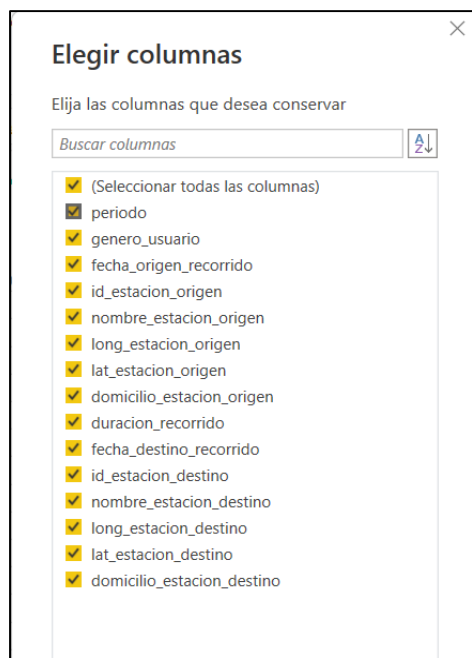 Elegir columnas
Elija las columnas que desea conservar
Buscar columnas
A
Z
(Seleccionar todas las columnas)
periodo
genero_usuario
fecha_origen_recorrido
id_estacion_origen
nombre_estacion_origen
long_estacion_origen
lat_estacion_origen
domicilio_estacion_origen
duracion_recorrido
fecha_destino_recorrido
id_estacion_destino
nombre_estacion_destino
long_estacion_destino
lat_estacion_destino
domicilio_estacion_destino